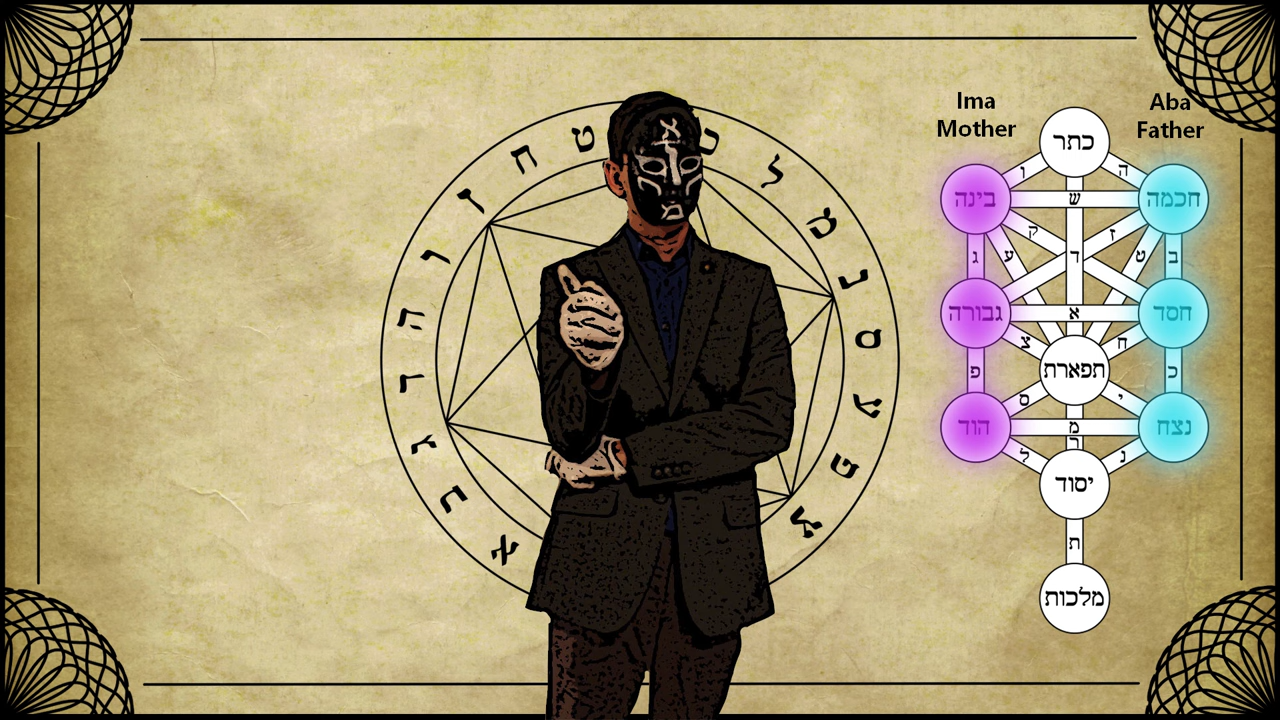 Ima
Mother
Aba
Father
כתר
ו
ה
בינה
ש
חכמה
ק
ז
ג
ע
ד
ט
ב
גבורה
א
חסד
צ
ח
פ
תפארת
כ
ס
י
הוד
מ
נצח
ר
ל
נ
יסוד
ת
מלכות
א
ב
ג
ד
ה
ו
ז
ח
ט
ל
מ
נ
ס
ע
פ
צ
א
מ